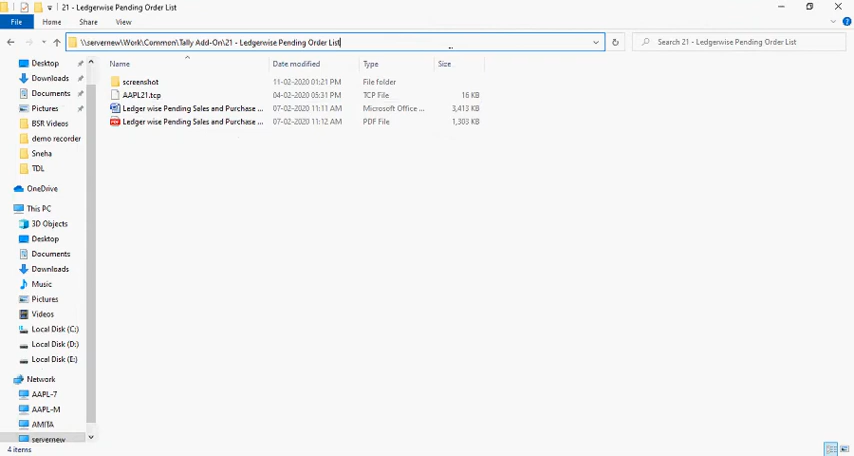 21 - Ledgerwise Pending Order List
File Home Share View
\\servernew\Work\Common\Tally Add-On\21 - Ledgerwise Pending Order List
Search 21 - Ledgerwise Pending Order List
Name Date modified Type Size
Desktop
Downloads
Documents
Pictures
BSR Videos
demo recorder
Sneha
TDL
OneDrive
This PC
3D Objects
Desktop
Documents
Downloads
Music
Pictures
Videos
Local Disk (C:)
Local Disk (D:)
Local Disk (E:)
Network
AAPL-7
AAPL-M
AMITA
servernew
screenshot 11-02-2020 01:21 PM File folder
AAPL21.tcp 04-02-2020 05:31 PM TCP File 16 KB
Ledger wise Pending Sales and Purchase ... 07-02-2020 11:11 AM Microsoft Office ... 3,413 KB
Ledger wise Pending Sales and Purchase ... 07-02-2020 11:12 AM PDF File 1,303 KB
4 items